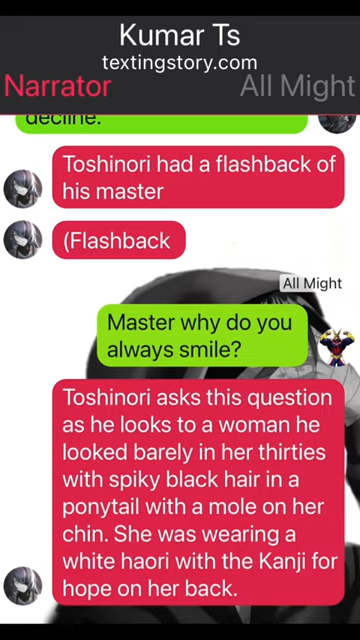 Kumar Ts
textingstory.com
Narrator
All Might
decline.
Toshinori had a flashback of
his master
(Flashback
All Might
Master why do you
always smile?
Toshinori asks this question
as he looks to a woman he
looked barely in her thirties
with spiky black hair in a
ponytail with a mole on her
chin. She was wearing a
white haori with the Kanji for
hope on her back.